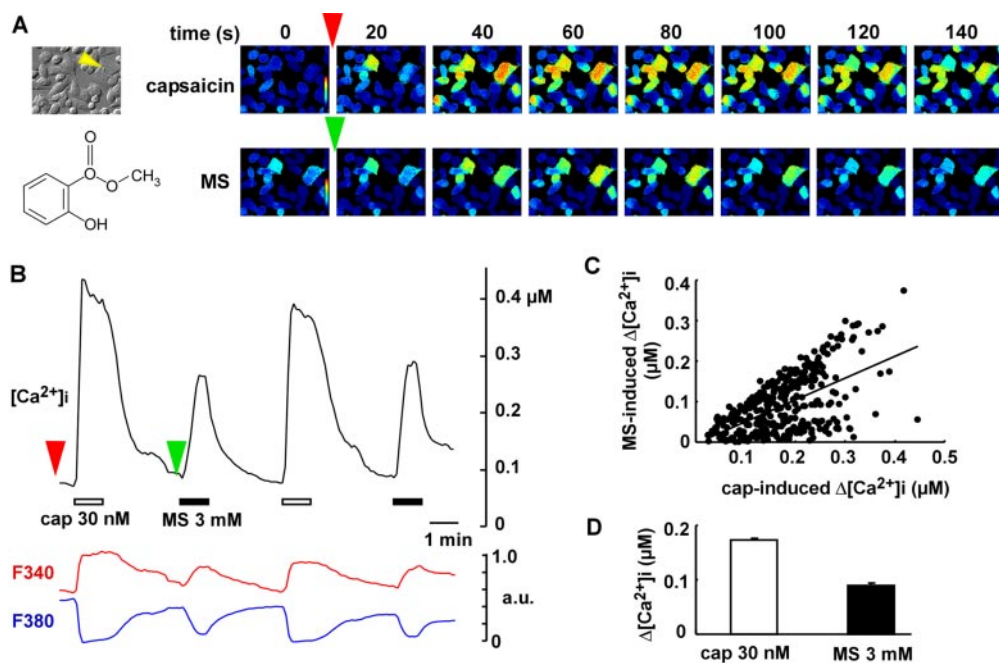 A
time (s) 0 20 40 60 80 100 120 140
capsaicin
MS
O
O
O
CH3
OH
B
0.4 µM
0.3
[Ca2+]i
0.2
0.1
0
cap 30 nM
MS 3 mM
1 min
F340
1.0
a.u.
F380
0
C
MS-induced Δ[Ca2+]i
(µM)
0.4
0.3
0.2
0.1
0
0.1 0.2 0.3 0.4 0.5
cap-induced Δ[Ca2+]i (µM)
D
Δ[Ca2+]i (µM)
0.2
0.1
0
cap 30 nM MS 3 mM